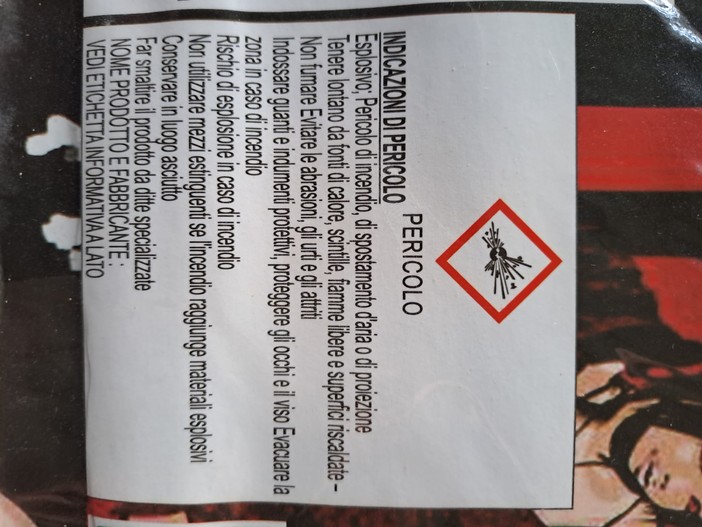 PERICOLO
INDICAZIONI DI PERICOLO
Esplosivo; Pericolo di incendio, di spostamento d'aria o di proiezione
Tenere lontano da fonti di calore, scintille, fiamme libere e superfici riscaldate –
Non fumare Evitare le abrasioni, gli urti e gli attriti
Indossare guanti e indumenti protettivi, proteggere gli occhi e il viso Evacuare la
zona in caso di incendio
Rischio di esplosione in caso di incendio
Non utilizzare mezzi estinguenti se l'incendio raggiunge materiali esplosivi
Conservare in luogo asciutto
Far smaltire il prodotto da ditte specializzate
NOME PRODOTTO E FABBRICANTE :
VEDI ETICHETTA INFORMATIVA A LATO